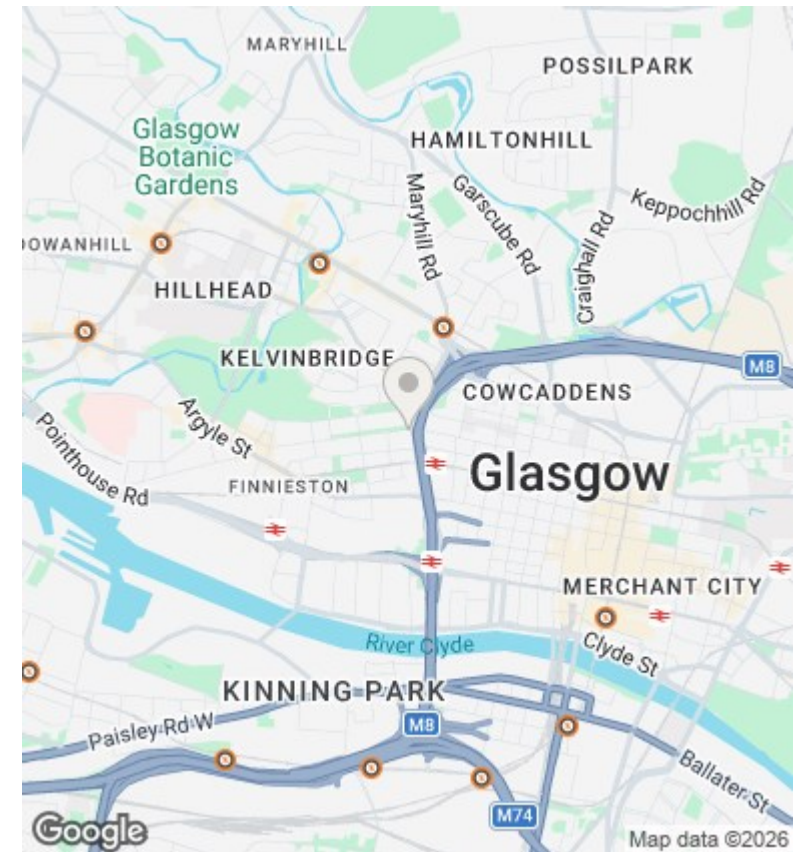 MARYHILL
POSSILPARK
Glasgow
Botanic
Gardens
HAMILTONHILL
Maryhill Rd
Garscube Rd
Craighall Rd
Keppochhill Rd
DOWANHILL
HILLHEAD
KELVINBRIDGE
M8
COWCADDENS
Argyle St
Pointhouse Rd
Glasgow
FINNIESTON
MERCHANT CITY
River Clyde
Clyde St
KINNING PARK
M8
Paisley Rd W
Ballater St
M74
Google
Map data ©2026